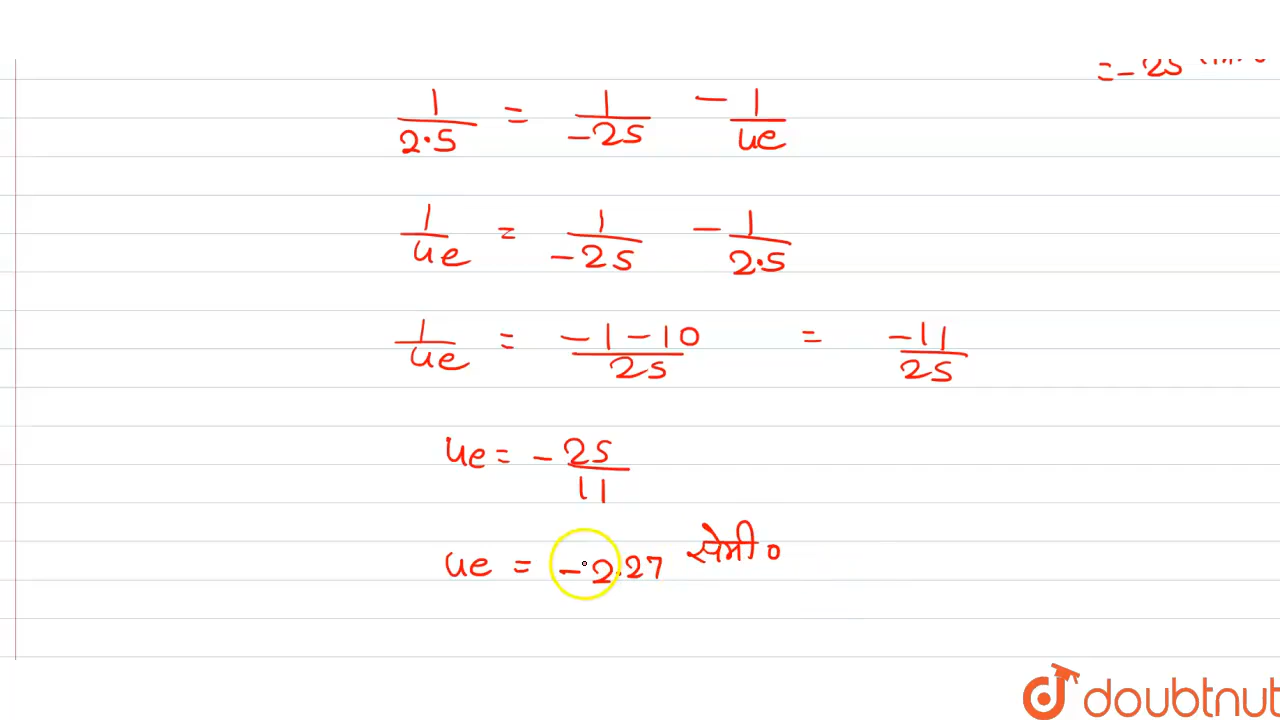 = -25
1/2.5 = 1/-25 - 1/ue
1/ue = 1/-25 - 1/2.5
1/ue = -1-10/25 = -11/25
ue = -25/11
ue = -2.27 सेमी०
doubtnut